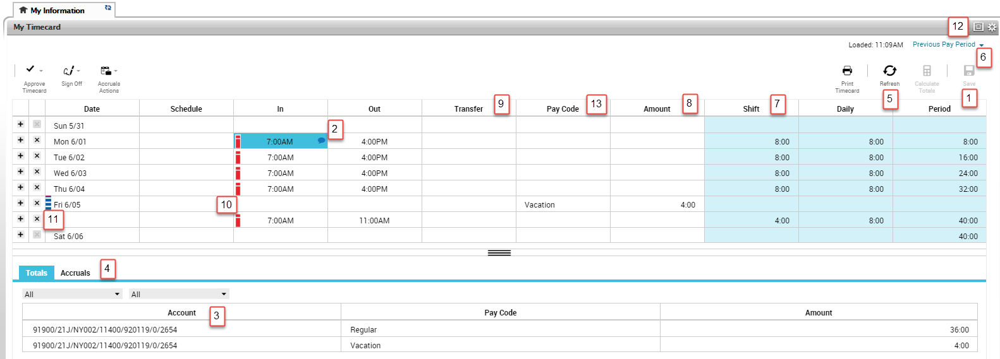 My Information
My Timecard 12
Loaded: 11:09AM Previous Pay Period
6
Approve Timecard Sign Off Accruals Actions Print Timecard Refresh Calculate Totals Save
9 13 8 7 5 1
Date Schedule In Out Transfer Pay Code Amount Shift Daily Period
Sun 5/31
2
Mon 6/01 7:00AM 4:00PM 8:00 8:00 8:00
Tue 6/02 7:00AM 4:00PM 8:00 8:00 16:00
Wed 6/03 7:00AM 4:00PM 8:00 8:00 24:00
Thu 6/04 7:00AM 4:00PM 8:00 8:00 32:00
Fri 6/05 10 Vacation 4:00
11 7:00AM 11:00AM 4:00 8:00 40:00
Sat 6/06 40:00
Totals Accruals 4
All All
Account 3 Pay Code Amount
91900/21J/NY002/11400/920119/0/2654 Regular 36:00
91900/21J/NY002/11400/920119/0/2654 Vacation 4:00